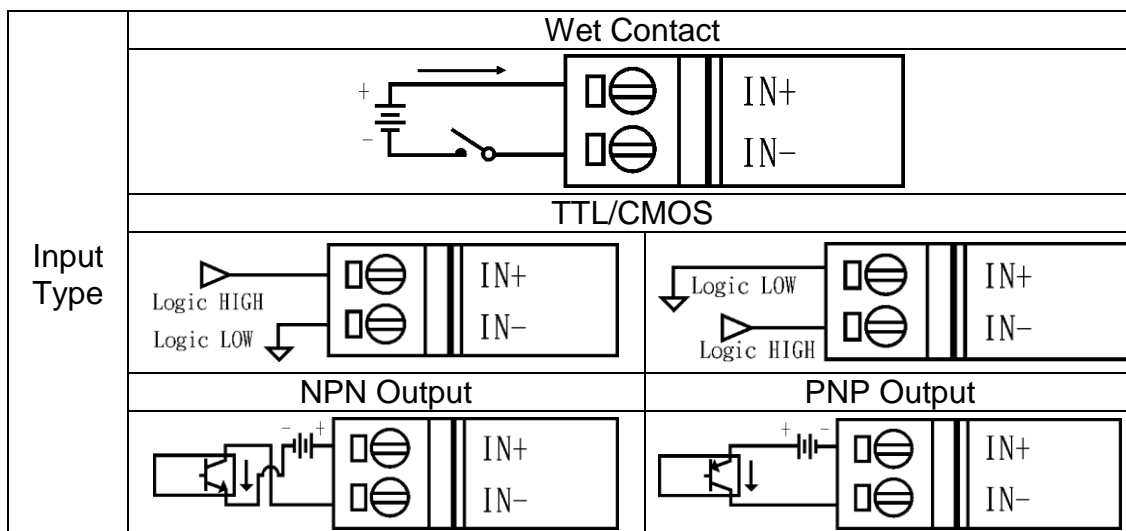 Input
Type
Wet Contact
+
-
IN+
IN-
TTL/CMOS
Logic HIGH
Logic LOW
IN+
IN-
Logic LOW
Logic HIGH
IN+
IN-
NPN Output
PNP Output
- +
IN+
IN-
+ -
IN+
IN-